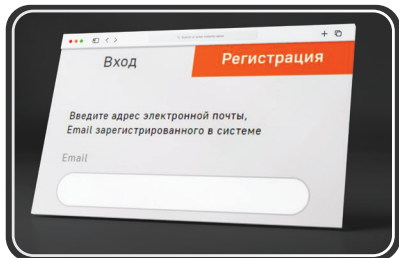 Вход
Регистрация
Введите адрес электронной почты,
Email зарегистрированного в системе
Email